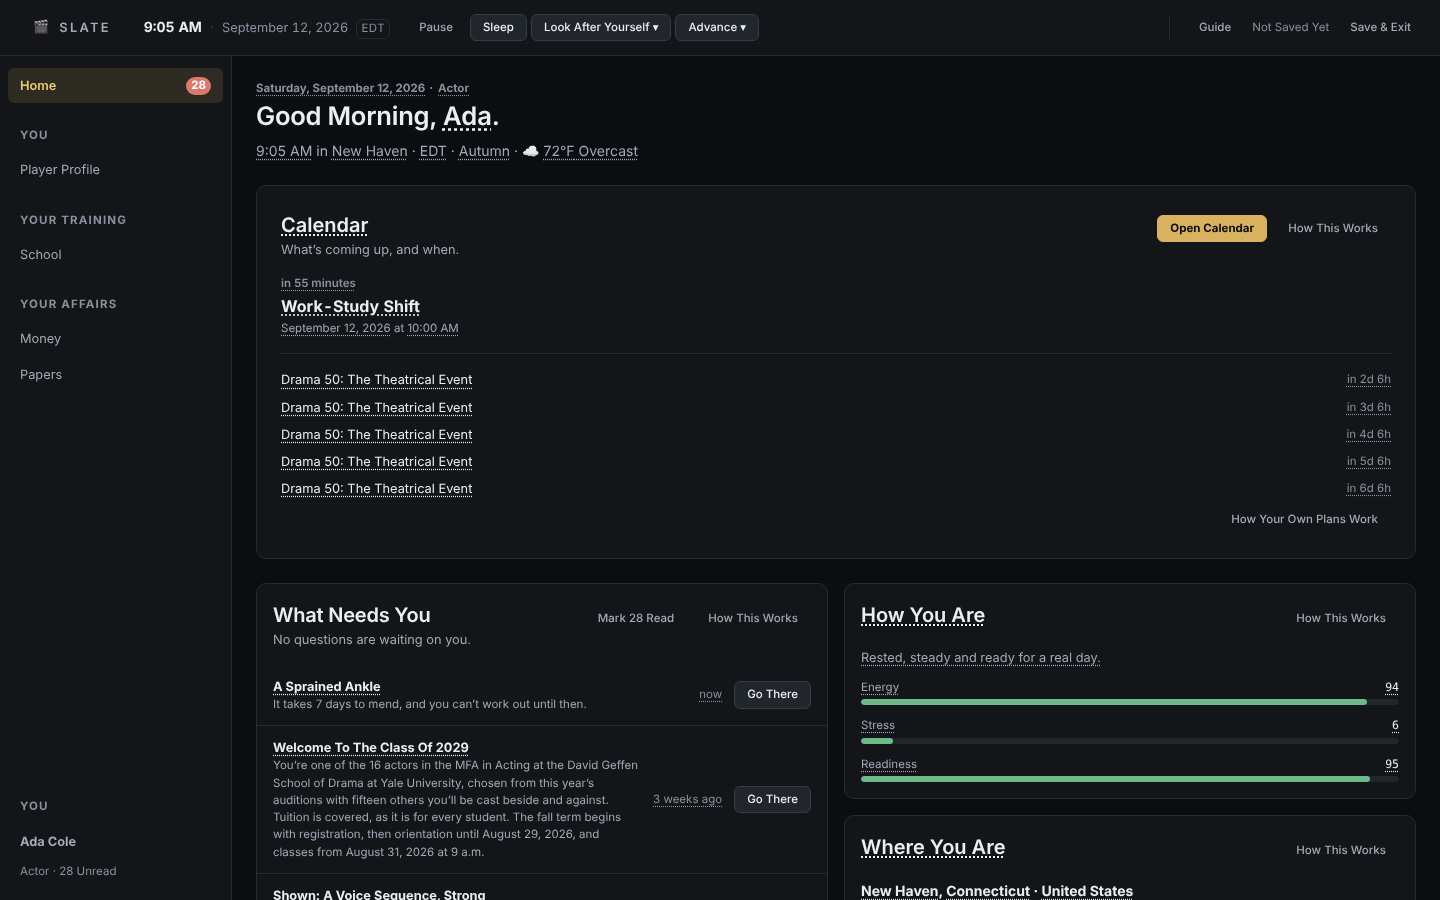 SLATE
9:05 AM · September 12, 2026 EDT
Pause
Sleep
Look After Yourself ▾
Advance ▾
Guide
Not Saved Yet
Save & Exit
Home
28
YOU
Player Profile
YOUR TRAINING
School
YOUR AFFAIRS
Money
Papers
YOU
Ada Cole
Actor · 28 Unread
Saturday, September 12, 2026 · Actor
Good Morning, Ada.
9:05 AM in New Haven · EDT · Autumn · ☁️ 72°F Overcast
Calendar
What's coming up, and when.
Open Calendar
How This Works
in 55 minutes
Work-Study Shift
September 12, 2026 at 10:00 AM
Drama 50: The Theatrical Event
in 2d 6h
Drama 50: The Theatrical Event
in 3d 6h
Drama 50: The Theatrical Event
in 4d 6h
Drama 50: The Theatrical Event
in 5d 6h
Drama 50: The Theatrical Event
in 6d 6h
How Your Own Plans Work
What Needs You
No questions are waiting on you.
Mark 28 Read
How This Works
A Sprained Ankle
It takes 7 days to mend, and you can't work out until then.
now
Go There
Welcome To The Class Of 2029
You're one of the 16 actors in the MFA in Acting at the David Geffen
School of Drama at Yale University, chosen from this year's
auditions with fifteen others you'll be cast beside and against.
Tuition is covered, as it is for every student. The fall term begins
with registration, then orientation until August 29, 2026, and
classes from August 31, 2026 at 9 a.m.
3 weeks ago
Go There
Shown: A Voice Sequence, Strong
How You Are
How This Works
Rested, steady and ready for a real day.
Energy
94
Stress
6
Readiness
95
Where You Are
How This Works
New Haven, Connecticut · United States